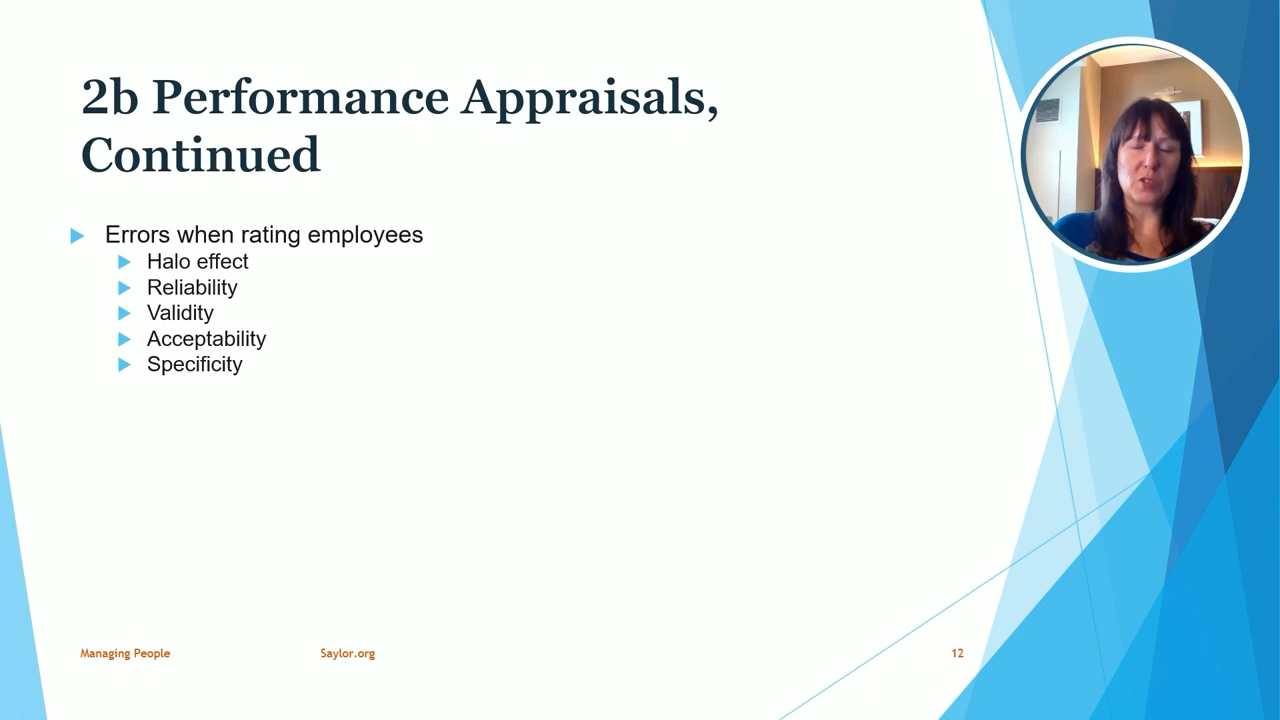 2b Performance Appraisals,
Continued
Errors when rating employees
Halo effect
Reliability
Validity
Acceptability
Specificity
Managing People
Saylor.org
12